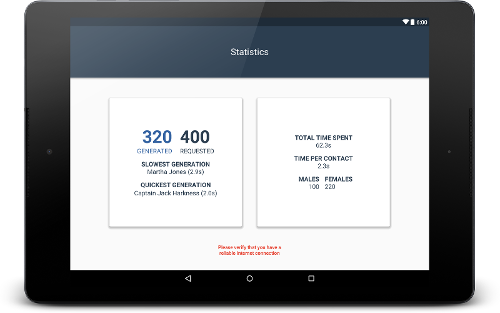 6:00
Statistics
320 400
GENERATED REQUESTED
SLOWEST GENERATION
Martha Jones (2.9s)
QUICKEST GENERATION
Captain Jack Harkness (2.0s)
TOTAL TIME SPENT
62.3s
TIME PER CONTACT
2.3s
MALES FEMALES
100 220
Please verify that you have a
reliable internet connection